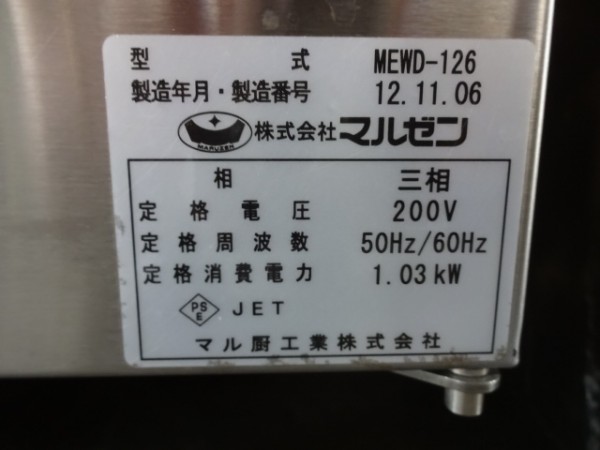 型 式 MEWD-126
製造年月・製造番号 12.11.06
MARUZEN 株式会社マルゼン
相 三相
定格電圧 200V
定格周波数 50Hz/60Hz
定格消費電力 1.03kW
PSE JET
マル厨工業株式会社